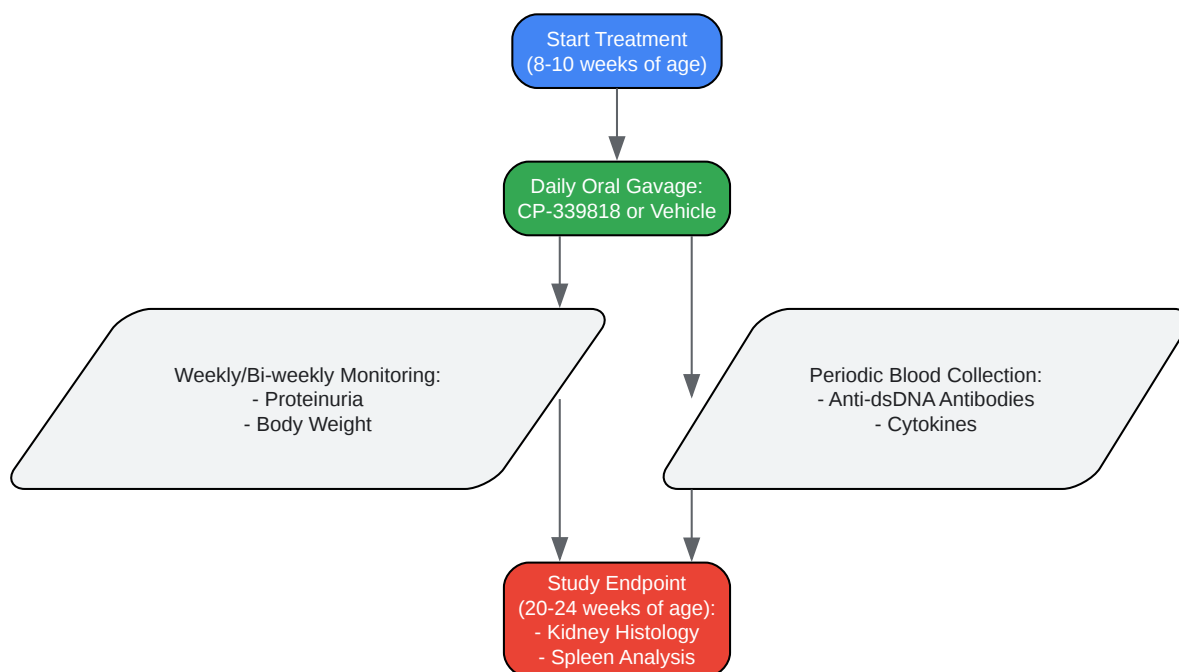 Start Treatment
(8-10 weeks of age)
Daily Oral Gavage:
CP-339818 or Vehicle
Weekly/Bi-weekly Monitoring:
- Proteinuria
- Body Weight
Periodic Blood Collection:
- Anti-dsDNA Antibodies
- Cytokines
Study Endpoint
(20-24 weeks of age):
- Kidney Histology
- Spleen Analysis